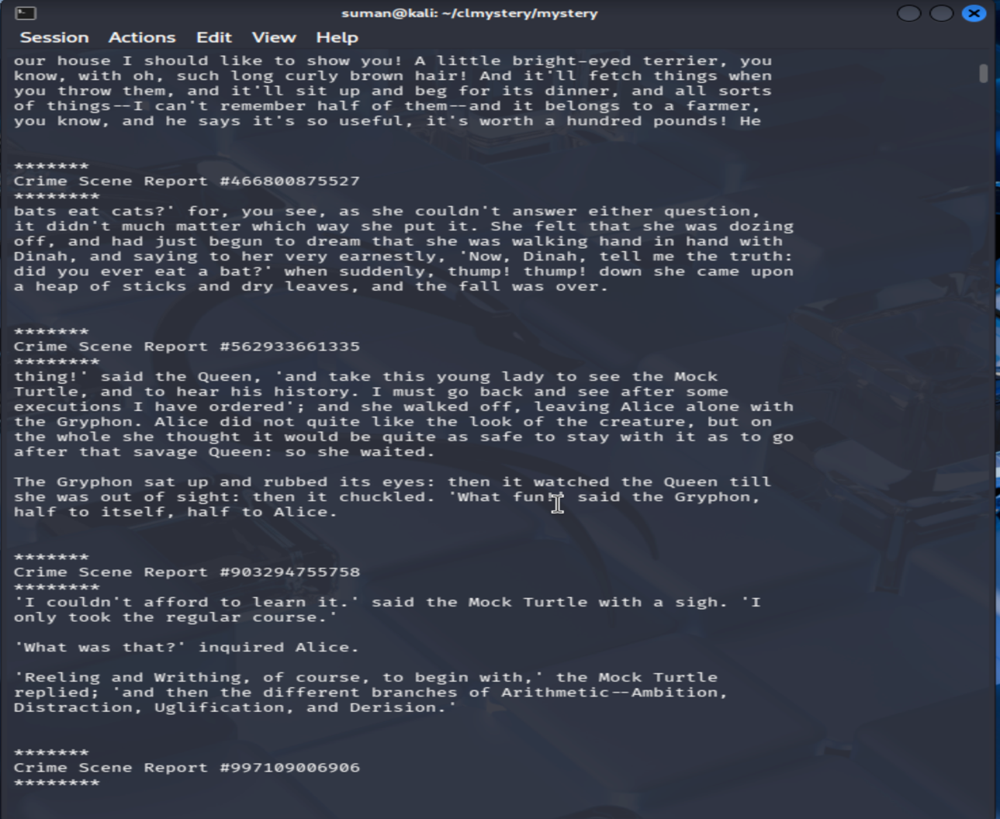 suman@kali: ~/clmystery/mystery
Session Actions Edit View Help
our house I should like to show you! A little bright-eyed terrier, you
know, with oh, such long curly brown hair! And it'll fetch things when
you throw them, and it'll sit up and beg for its dinner, and all sorts
of things--I can't remember half of them--and it belongs to a farmer,
you know, and he says it's so useful, it's worth a hundred pounds! He
*******
Crime Scene Report #466800875527
********
bats eat cats?' for, you see, as she couldn't answer either question,
it didn't much matter which way she put it. She felt that she was dozing
off, and had just begun to dream that she was walking hand in hand with
Dinah, and saying to her very earnestly, 'Now, Dinah, tell me the truth:
did you ever eat a bat?' when suddenly, thump! thump! down she came upon
a heap of sticks and dry leaves, and the fall was over.
*******
Crime Scene Report #562933661335
********
thing!' said the Queen, 'and take this young lady to see the Mock
Turtle, and to hear his history. I must go back and see after some
executions I have ordered'; and she walked off, leaving Alice alone with
the Gryphon. Alice did not quite like the look of the creature, but on
the whole she thought it would be quite as safe to stay with it as to go
after that savage Queen: so she waited.
The Gryphon sat up and rubbed its eyes: then it watched the Queen till
she was out of sight: then it chuckled. 'What fun!' said the Gryphon,
half to itself, half to Alice.
*******
Crime Scene Report #903294755758
********
'I couldn't afford to learn it.' said the Mock Turtle with a sigh. 'I
only took the regular course.'
'What was that?' inquired Alice.
'Reeling and Writhing, of course, to begin with,' the Mock Turtle
replied; 'and then the different branches of Arithmetic--Ambition,
Distraction, Uglification, and Derision.'
*******
Crime Scene Report #997109006906
********